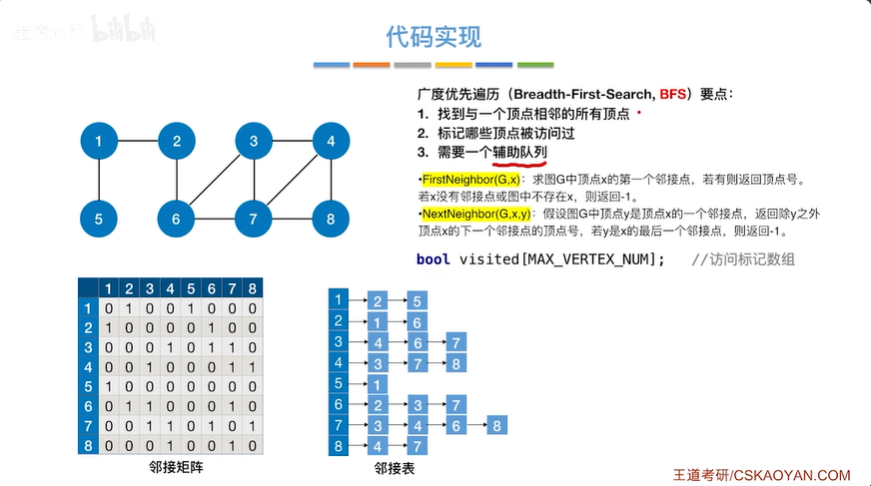 bilibili
代码实现
广度优先遍历（Breadth-First-Search, BFS）要点：
1. 找到与一个顶点相邻的所有顶点
2. 标记哪些顶点被访问过
3. 需要一个辅助队列
•FirstNeighbor(G,x)：求图G中顶点x的第一个邻接点，若有则返回顶点号。
若x没有邻接点或图中不存在x，则返回-1。
•NextNeighbor(G,x,y)：假设图G中顶点y是顶点x的一个邻接点，返回除y之外
顶点x的下一个邻接点的顶点号，若y是x的最后一个邻接点，则返回-1。
bool visited[MAX_VERTEX_NUM]; //访问标记数组
1 2 3 4
5 6 7 8
1 2 3 4 5 6 7 8
1 0 1 0 0 1 0 0 0
2 1 0 0 0 0 1 0 0
3 0 0 0 1 0 1 1 0
4 0 0 1 0 0 0 1 1
5 1 0 0 0 0 0 0 0
6 0 1 1 0 0 0 1 0
7 0 0 1 1 0 1 0 1
8 0 0 0 1 0 0 1 0
邻接矩阵
1 2 5
2 1 6
3 4 6 7
4 3 7 8
5 1
6 2 3 7
7 3 4 6 8
8 4 7
邻接表
王道考研/CSKAOYAN.COM